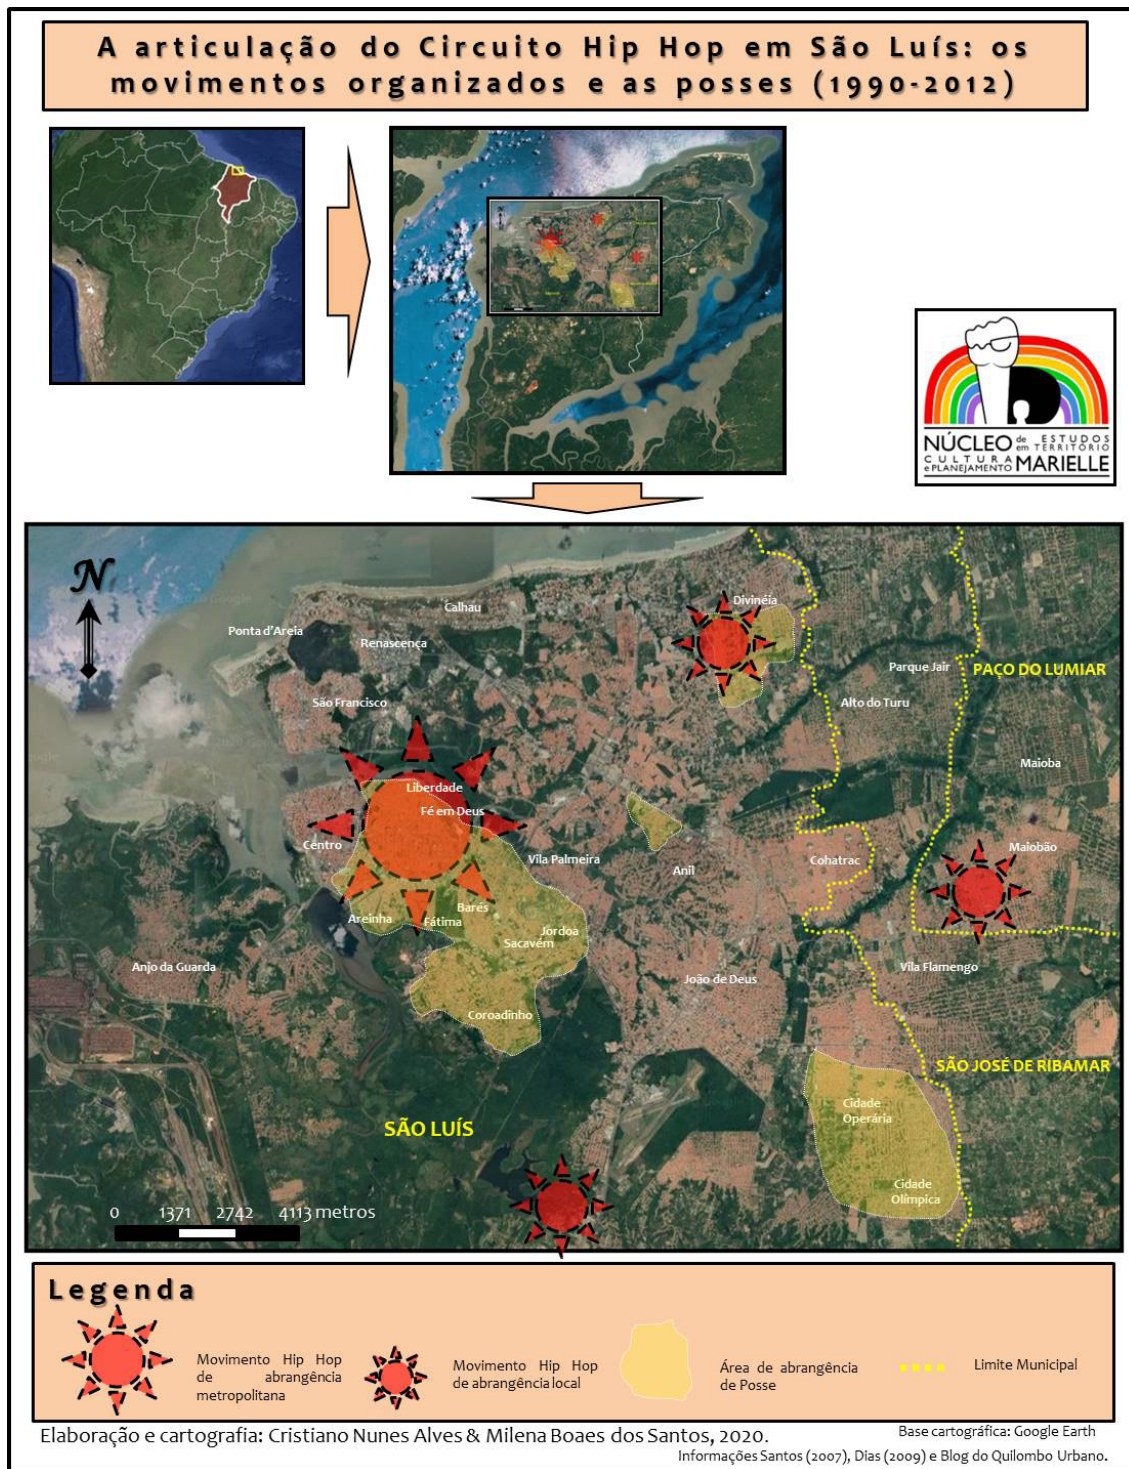 A articulação do Circuito Hip Hop em São Luís: os
movimentos organizados e as posses (1990-2012)
NÚCLEO de ESTUDOS
em TERRITÓRIO
CULTURA
e PLANEJAMENTO MARIELLE
N
Divinéia
Calhau
Ponta d'Areia
Renascença
Parque Jair
PAÇO DO LUMIAR
São Francisco
Alto do Turu
Maioba
Liberdade
Fé em Deus
Centro
Vila Palmeira
Anil
Cohatrac
Maiobão
Barés
Areinha
Fátima
Jordoa
Sacavém
Anjo da Guarda
João de Deus
Vila Flamengo
Coroadinho
SÃO JOSÉ DE RIBAMAR
Cidade
Operária
SÃO LUÍS
Cidade
Olímpica
0 1371 2742 4113 metros
Legenda
Movimento Hip Hop
de abrangência
metropolitana
Movimento Hip Hop
de abrangência local
Área de abrangência
de Posse
Limite Municipal
Elaboração e cartografia: Cristiano Nunes Alves & Milena Boaes dos Santos, 2020.
Base cartográfica: Google Earth
Informações Santos (2007), Dias (2009) e Blog do Quilombo Urbano.